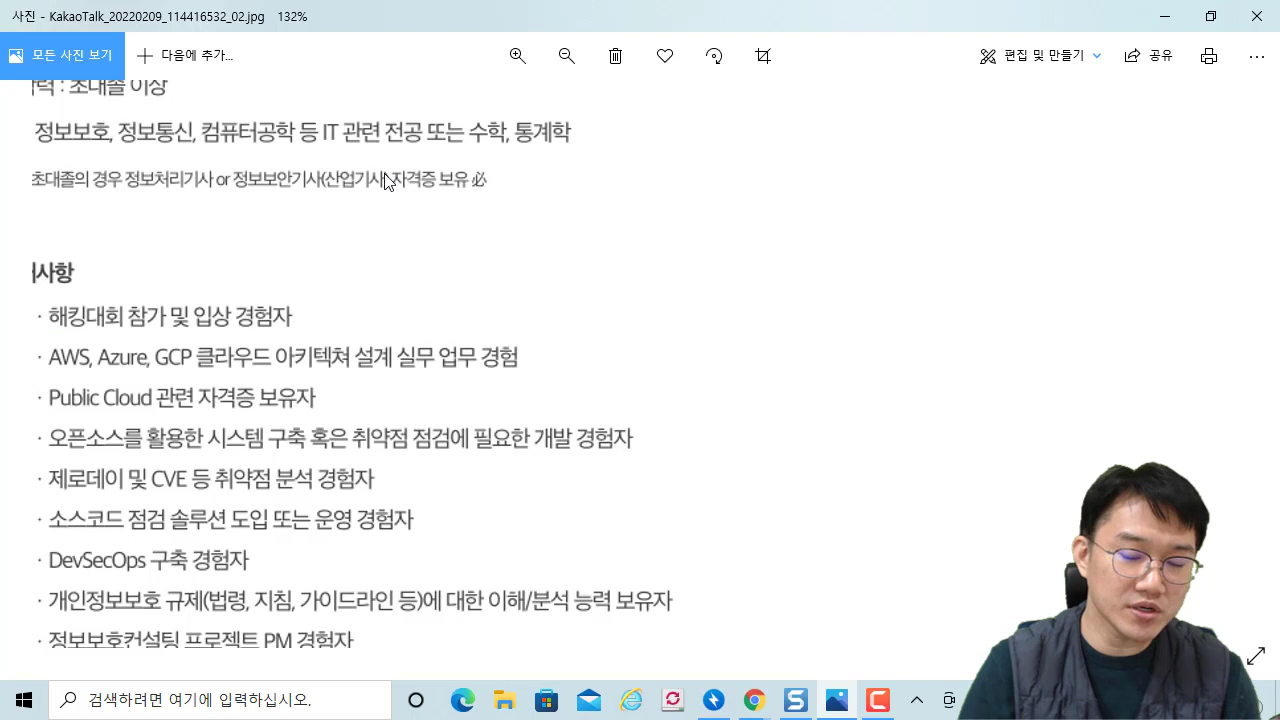 사진 - KakaoTalk_20220209_114416532_02.jpg 132%
모든 사진 보기
다음에 추가...
편집 및 만들기
공유
력 : 초대졸 이상
정보보호, 정보통신, 컴퓨터공학 등 IT 관련 전공 또는 수학, 통계학
초대졸의 경우 정보처리기사 or 정보보안기사(산업기사) 자격증 보유 必
사항
· 해킹대회 참가 및 입상 경험자
· AWS, Azure, GCP 클라우드 아키텍쳐 설계 실무 업무 경험
· Public Cloud 관련 자격증 보유자
· 오픈소스를 활용한 시스템 구축 혹은 취약점 점검에 필요한 개발 경험자
· 제로데이 및 CVE 등 취약점 분석 경험자
· 소스코드 점검 솔루션 도입 또는 운영 경험자
· DevSecOps 구축 경험자
· 개인정보보호 규제(법령, 지침, 가이드라인 등)에 대한 이해/분석 능력 보유자
· 정보보호컨설팅 프로젝트 PM 경험자
검색하려면 여기에 입력하십시오.